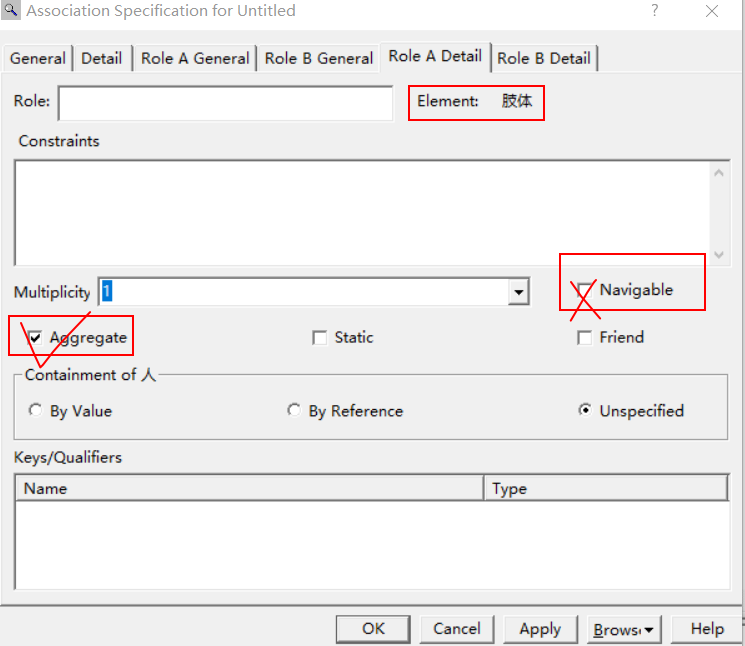 Association Specification for Untitled
General Detail Role A General Role B General Role A Detail Role B Detail
Role: Element: 肢体
Constraints
Multiplicity 1 Navigable
Aggregate Static Friend
Containment of 人
By Value By Reference Unspecified
Keys/Qualifiers
Name Type
OK Cancel Apply Brows Help